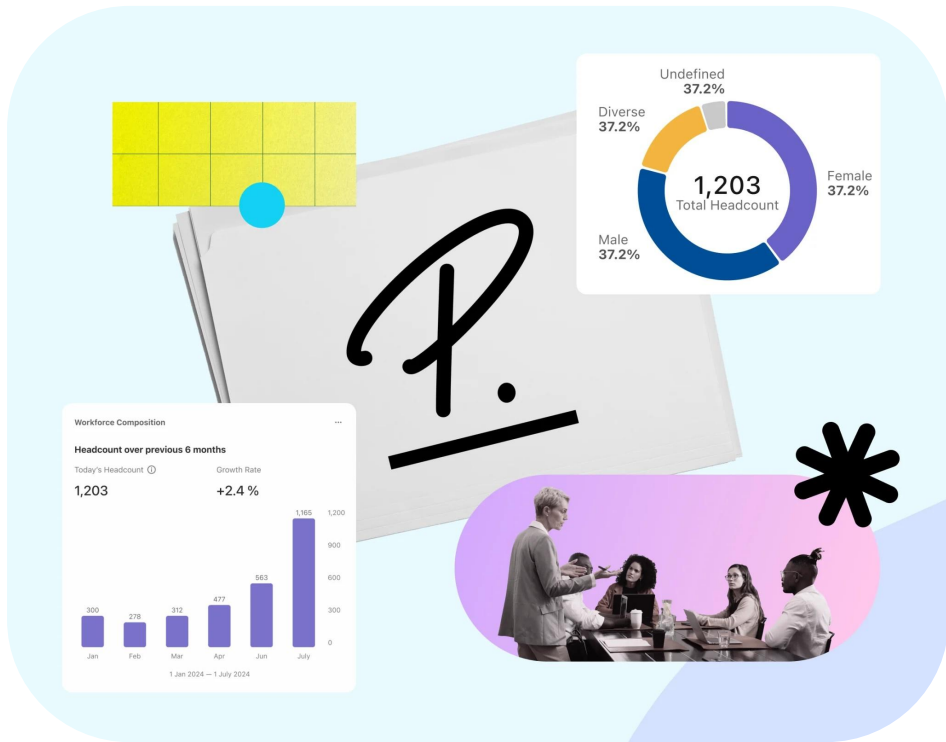 Undefined
37.2%
Diverse
37.2%
Female
37.2%
1,203
Total Headcount
Male
37.2%
P.
Workforce Composition
...
Headcount over previous 6 months
Today's Headcount ⓘ
Growth Rate
1,203
+2.4 %
1,165
1,200
900
563
600
477
300
278
312
300
0
Jan
Feb
Mar
Apr
Jun
July
1 Jan 2024 — 1 July 2024